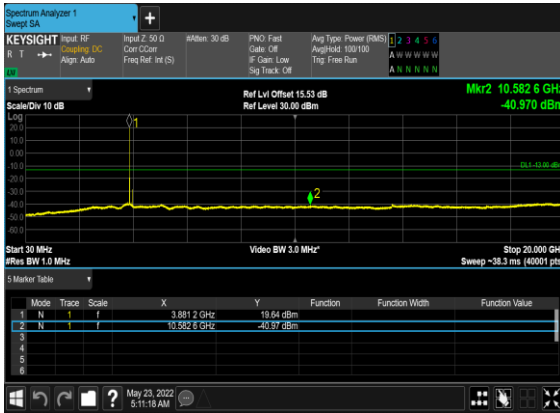 Spectrum Analyzer 1
Swept SA
+
KEYSIGHT Input: RF Input Z: 50 Ω #Atten: 30 dB PNO: Fast Avg Type: Power (RMS) 1 2 3 4 5 6
R T Coupling: DC Corr CCorr Gate: Off Avg|Hold: 100/100 A W W W W W
Align: Auto Freq Ref: Int (S) IF Gain: Low Trig: Free Run
Sig Track: Off A N N N N N
1 Spectrum Ref Lvl Offset 15.53 dB Mkr2 10.582 6 GHz
Scale/Div 10 dB Ref Level 30.00 dBm -40.970 dBm
Log
20.0
10.0
0.00
-10.0
DL1 -13.00 dBm
-20.0
-30.0
-40.0
-50.0
-60.0
1
2
Start 30 MHz Video BW 3.0 MHz* Stop 20.000 GHz
#Res BW 1.0 MHz Sweep ~38.3 ms (40001 pts)
5 Marker Table
Mode Trace Scale X Y Function Function Width Function Value
1 N 1 f 3.881 2 GHz 19.64 dBm
2 N 1 f 10.582 6 GHz -40.97 dBm
3
4
5
6
? May 23, 2022
5:11:18 AM